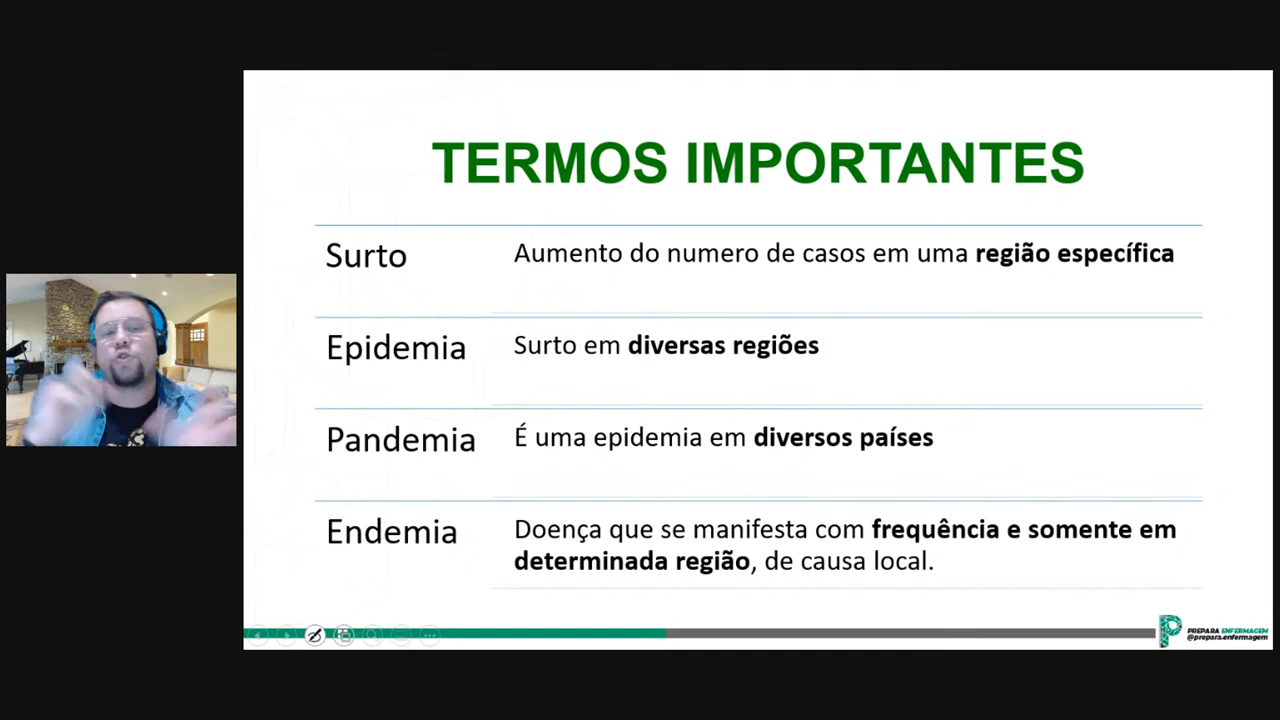 TERMOS IMPORTANTES
Surto
Aumento do numero de casos em uma região específica
Epidemia
Surto em diversas regiões
Pandemia
É uma epidemia em diversos países
Endemia
Doença que se manifesta com frequência e somente em
determinada região, de causa local.
PREPARA ENFERMAGEM
@prepara.enfermagem